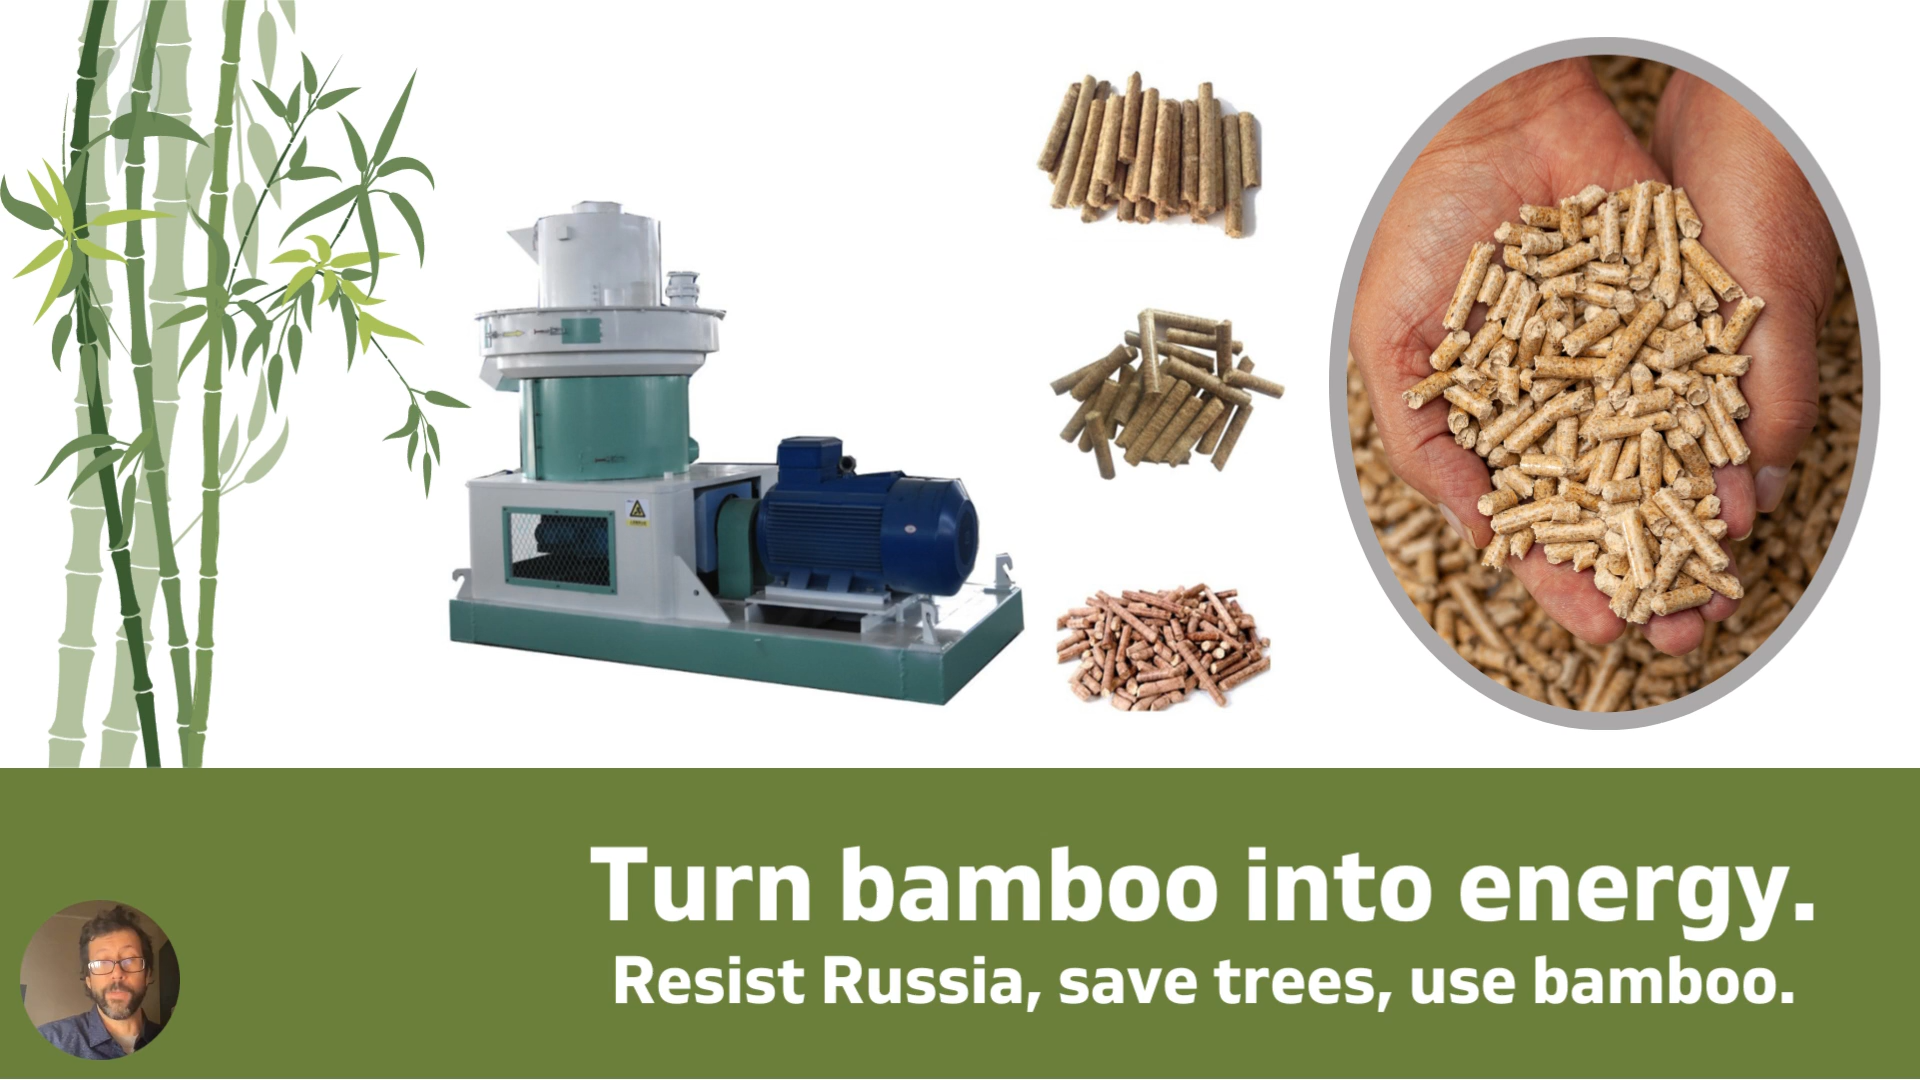 Turn bamboo into energy.
Resist Russia, save trees, use bamboo.